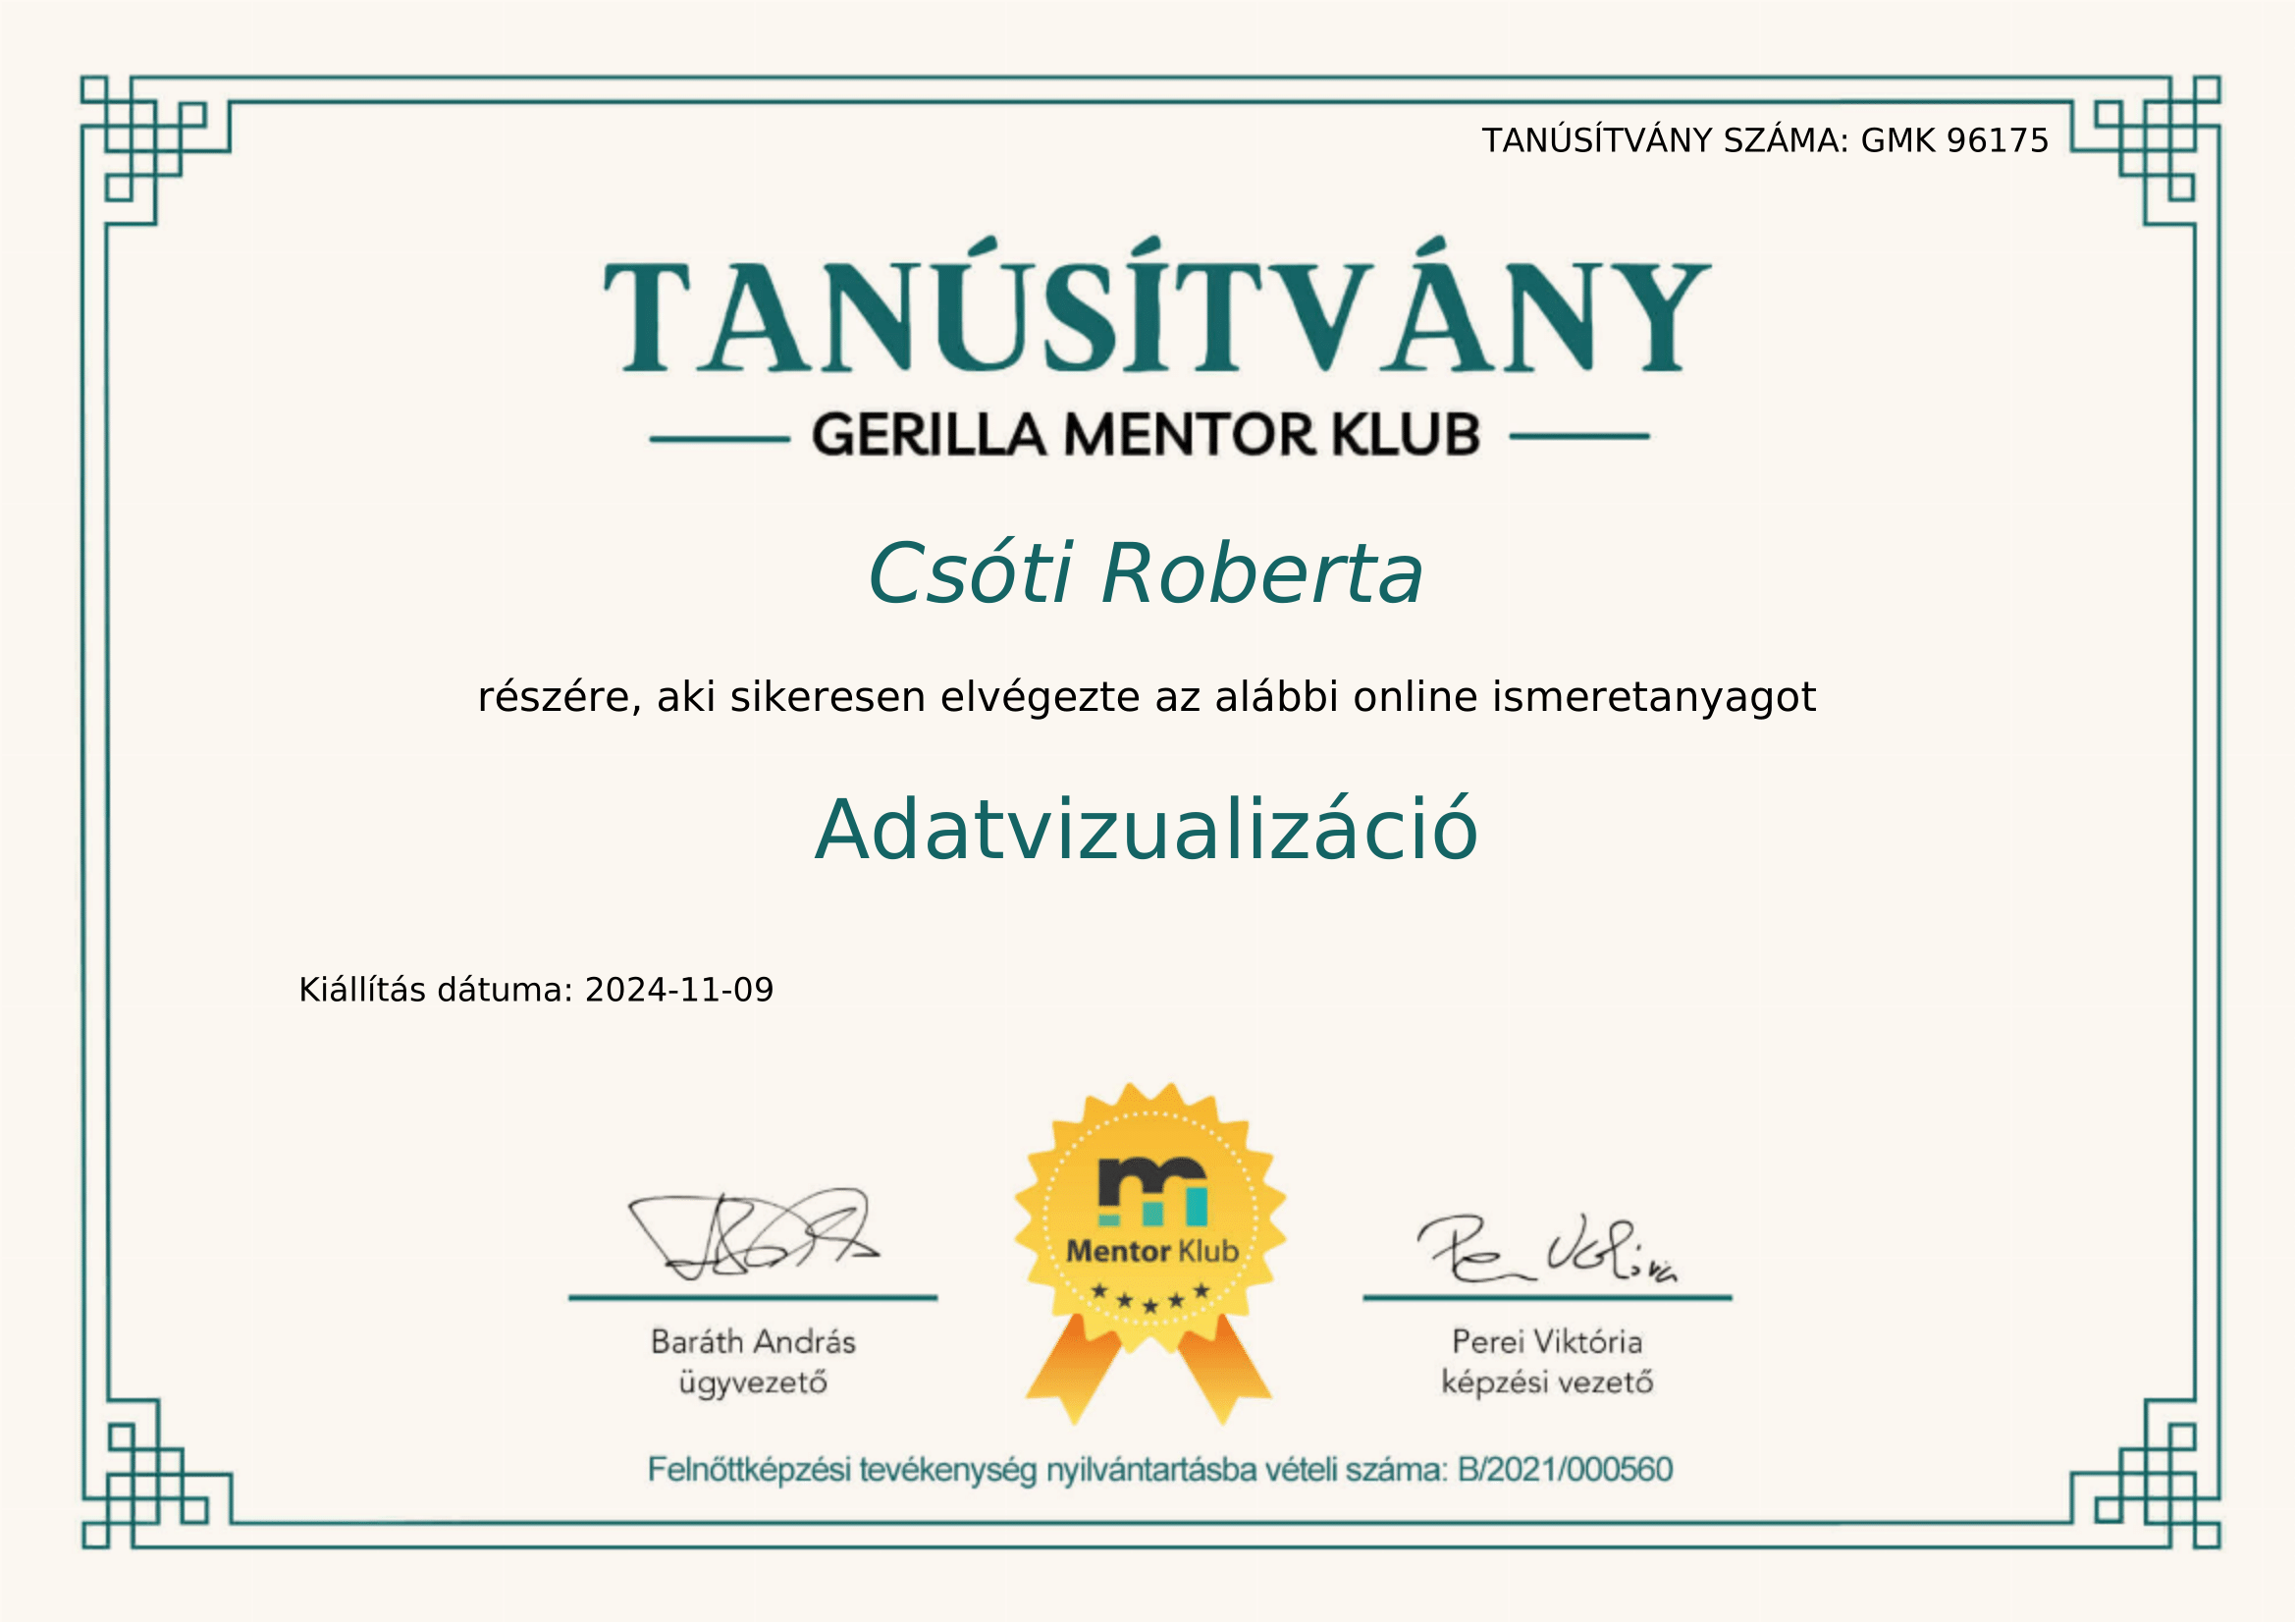 TANÚSÍTVÁNY SZÁMA: GMK 96175
TANÚSÍTVÁNY
GERILLA MENTOR KLUB
Csóti Roberta
részére, aki sikeresen elvégezte az alábbi online ismeretanyagot
Adatvizualizáció
Kiállítás dátuma: 2024-11-09
Mentor Klub
Baráth András
ügyvezető
Perei Viktória
képzési vezető
Felnőttképzési tevékenység nyilvántartásba vételi száma: B/2021/000560